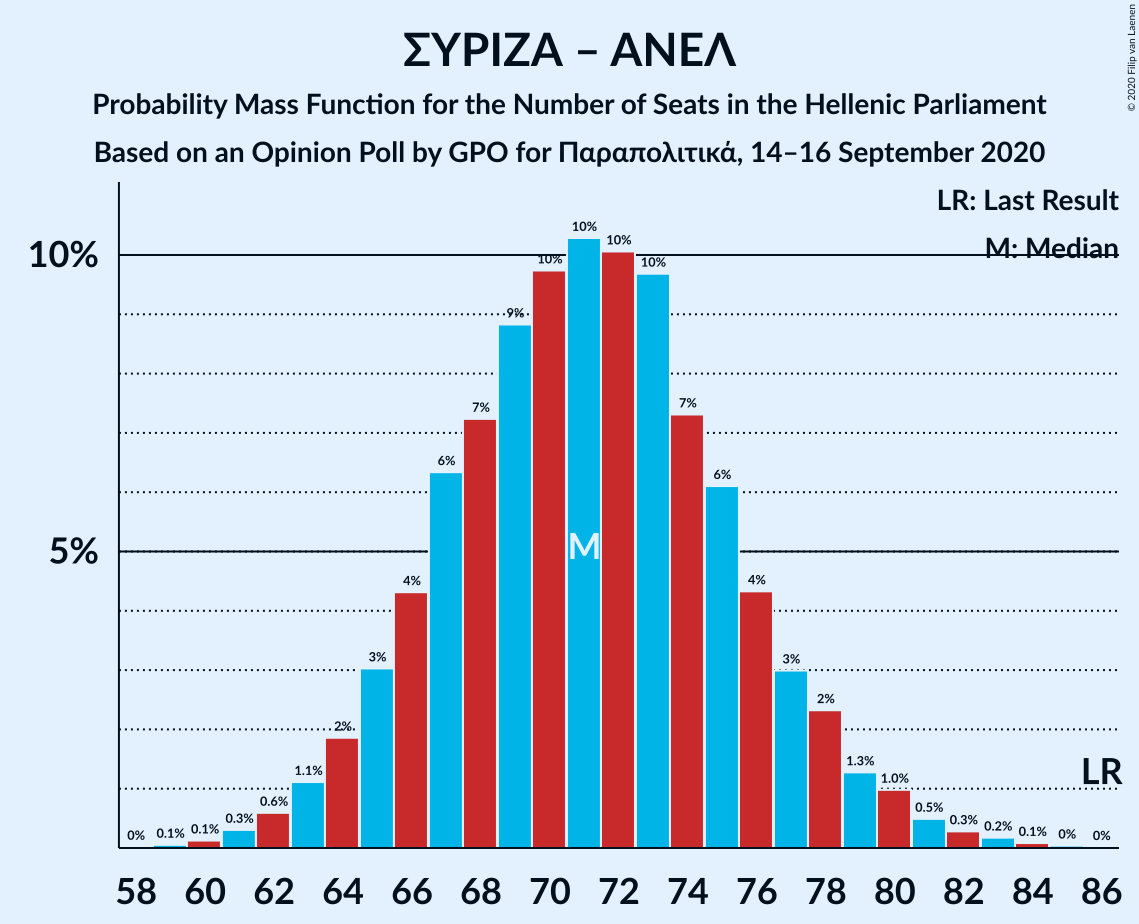 ΣΥΡΙΖΑ – ΑΝΕΛ
Probability Mass Function for the Number of Seats in the Hellenic Parliament
Based on an Opinion Poll by GPO for Παραπολιτικά, 14–16 September 2020
© 2020 Filip van Laenen
LR: Last Result
M: Median
10%
5%
0% 0.1% 0.1% 0.3% 0.6% 1.1% 2% 3% 4% 6% 7% 9% 10% 10% 10% 10% 7% 6% 4% 3% 2% 1.3% 1.0% 0.5% 0.3% 0.2% 0.1% 0% 0%
M
LR
58 60 62 64 66 68 70 72 74 76 78 80 82 84 86